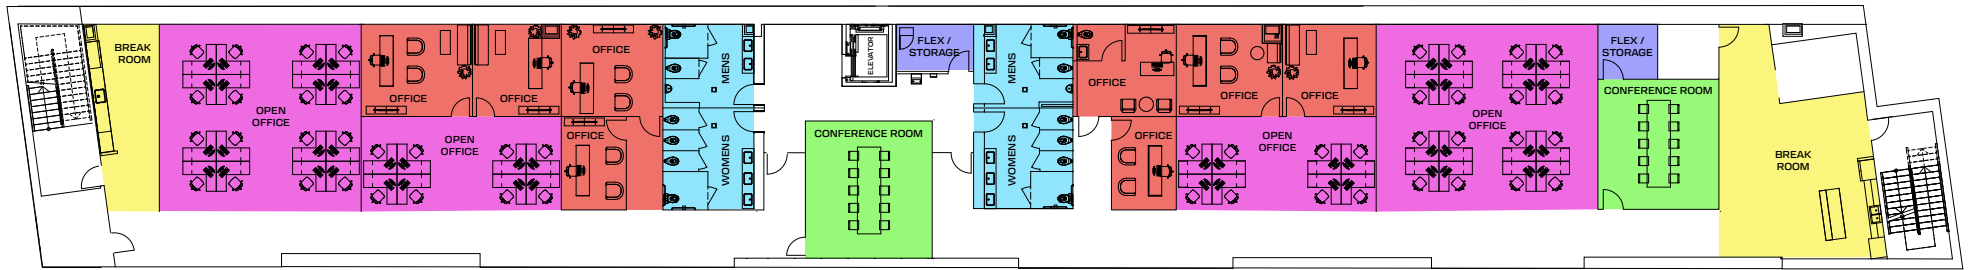 BREAK
ROOM
OPEN
OFFICE
OFFICE
OFFICE
OPEN
OFFICE
OFFICE
OFFICE
MENS
WOMENS
ELEVATOR
FLEX /
STORAGE
CONFERENCE ROOM
MENS
WOMENS
OFFICE
OFFICE
OFFICE
OFFICE
OPEN
OFFICE
OPEN
OFFICE
FLEX /
STORAGE
CONFERENCE ROOM
BREAK
ROOM